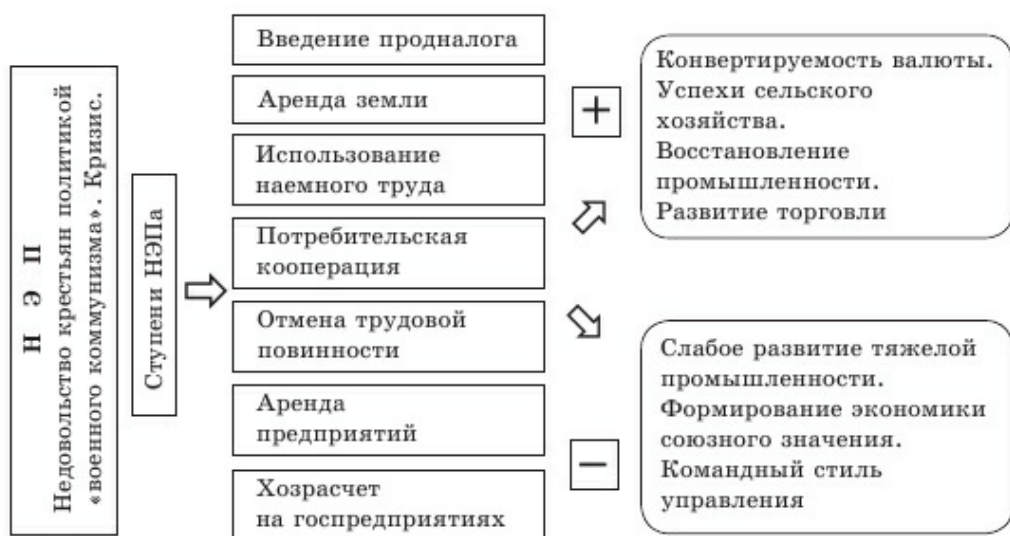 Н Э П
Недовольство крестьян политикой
«военного коммунизма». Кризис.
Ступени НЭПа
Введение продналога
Аренда земли
Использование
наемного труда
Потребительская
кооперация
Отмена трудовой
повинности
Аренда
предприятий
Хозрасчет
на госпредприятиях
+
Конвертируемость валюты.
Успехи сельского
хозяйства.
Восстановление
промышленности.
Развитие торговли
−
Слабое развитие тяжелой
промышленности.
Формирование экономики
союзного значения.
Командный стиль
управления